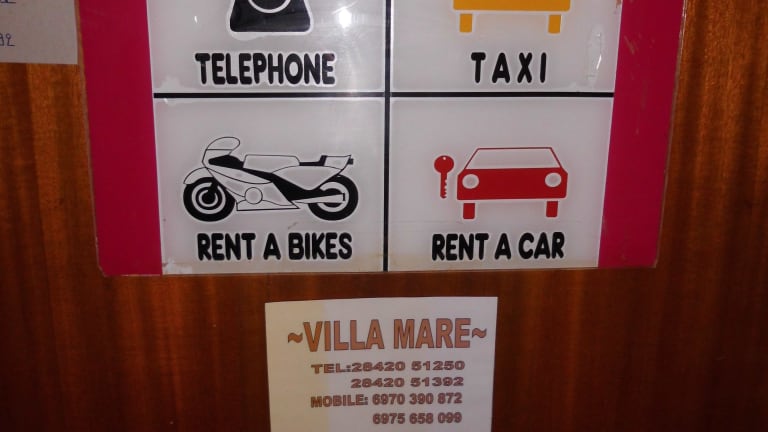 TELEPHONE
TAXI
RENT A BIKES
RENT A CAR
~VILLA MARE~
TEL:28420 51250
28420 51392
MOBILE: 6970 390 872
6975 658 099